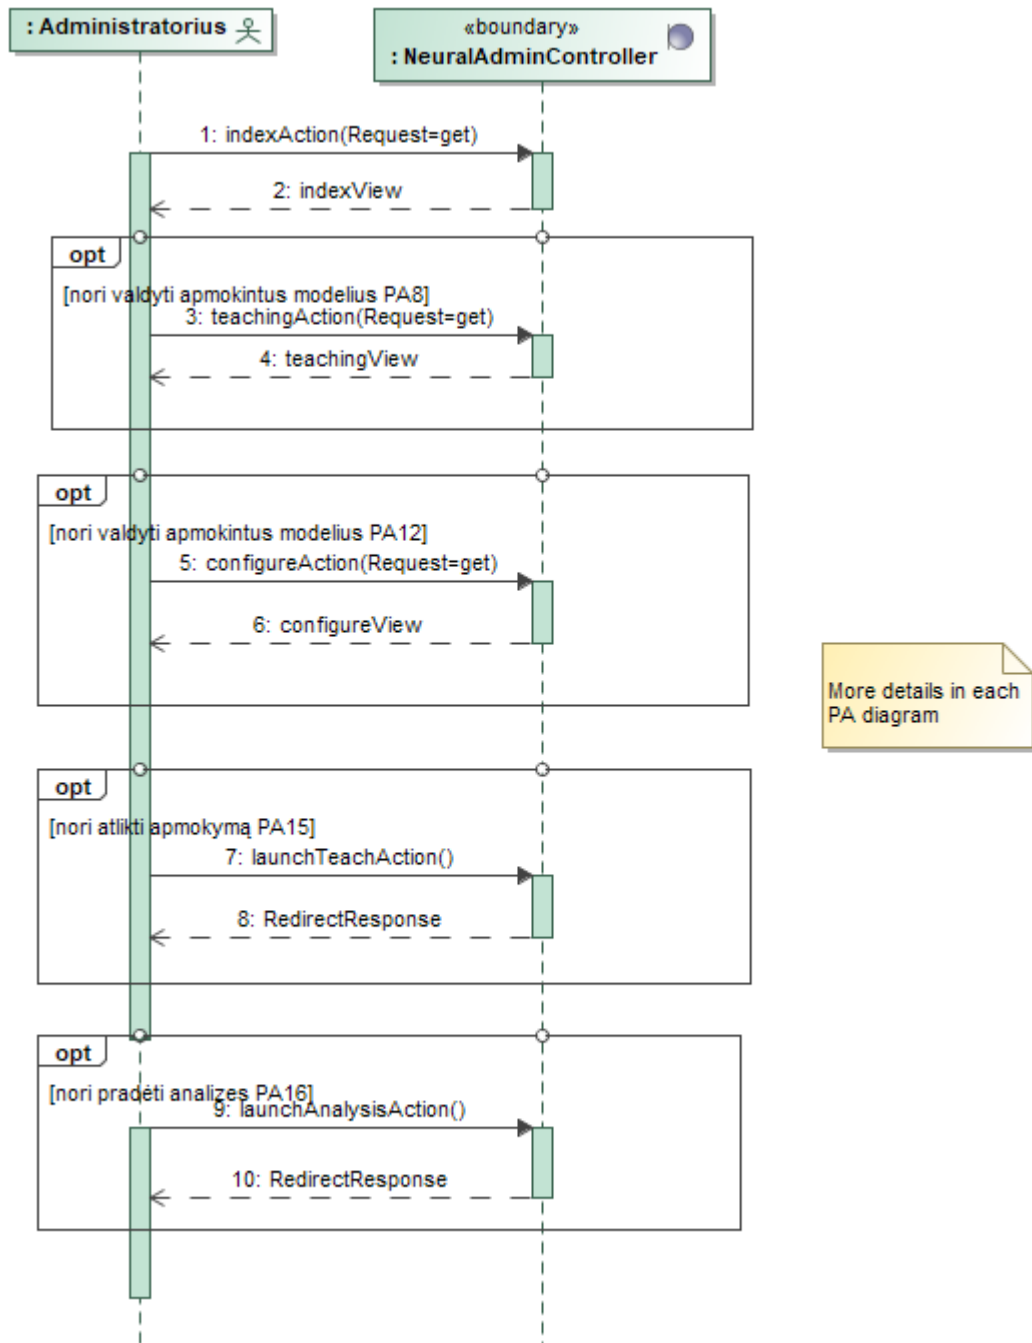 : Administratorius
«boundary»
: NeuralAdminController
1: indexAction(Request=get)
2: indexView
opt
[nori valdyti apmokintus modelius PA8]
3: teachingAction(Request=get)
4: teachingView
opt
[nori valdyti apmokintus modelius PA12]
5: configureAction(Request=get)
6: configureView
More details in each
PA diagram
opt
[nori atlikti apmokymą PA15]
7: launchTeachAction()
8: RedirectResponse
opt
[nori pradėti analizes PA16]
9: launchAnalysisAction()
10: RedirectResponse